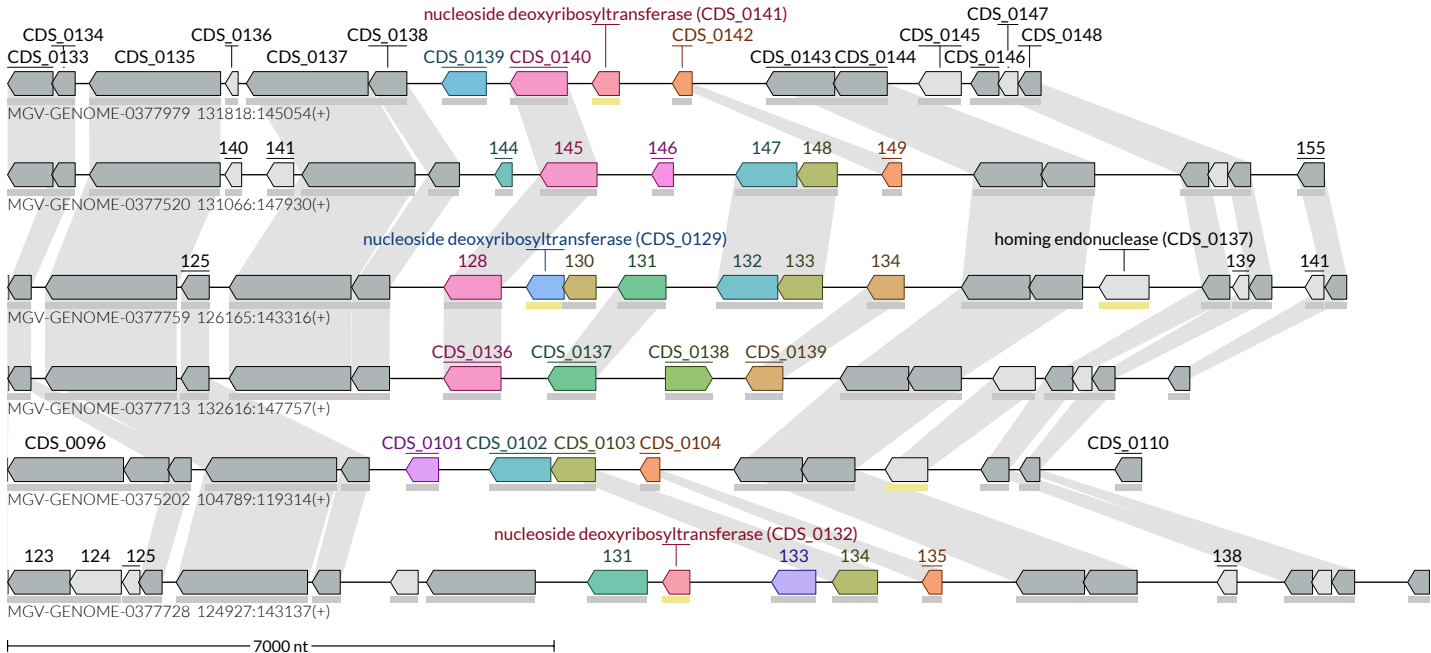 nucleoside deoxyribosyltransferase (CDS_0141)
CDS_0147
CDS_0134 CDS_0136 CDS_0138 CDS_0142 CDS_0145 CDS_0148
CDS_0133 CDS_0135 CDS_0137 CDS_0139 CDS_0140 CDS_0143 CDS_0144 CDS_0146
MGV-GENOME-0377979 131818:145054(+)
140 141 144 145 146 147 148 149 155
MGV-GENOME-0377520 131066:147930(+)
nucleoside deoxyribosyltransferase (CDS_0129) homing endonuclease (CDS_0137)
125 128 130 131 132 133 134 139 141
MGV-GENOME-0377759 126165:143316(+)
CDS_0136 CDS_0137 CDS_0138 CDS_0139
MGV-GENOME-0377713 132616:147757(+)
CDS_0096 CDS_0101 CDS_0102 CDS_0103 CDS_0104 CDS_0110
MGV-GENOME-0375202 104789:119314(+)
nucleoside deoxyribosyltransferase (CDS_0132)
123 124 125 131 133 134 135 138
MGV-GENOME-0377728 124927:143137(+)
7000 nt